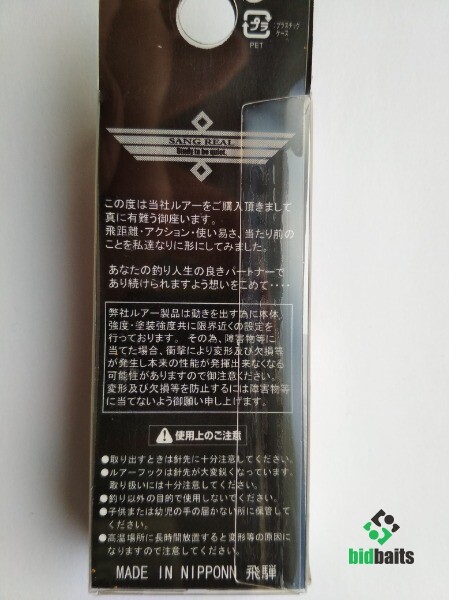 プラ
:プラスチック
ケース
PET
SANG REAL
Ready to be quiet.
この度は当社ルアーをご購入頂きまして
真に有難う御座います。
飛距離・アクション・使い易さ、当たり前の
ことを私達なりに形にしてみました。
あなたの釣り人生の良きパートナーで
あり続けられますよう想いをこめて・・・・
弊社ルアー製品は動きを出す為に本体
強度・塗装強度共に限界近くの設定を
行っております。その為、障害物等に
当てた場合、衝撃により変形及び欠損等
が発生し本来の性能が発揮出来なくなる
可能性がありますので御注意ください。
変形及び欠損等を防止するには障害物等
に当てないよう御願い申し上げます。
使用上のご注意
●取り出すときは針先に十分注意してください。
●ルアーフックは針先が大変鋭くなっています。
取り扱いには十分注意してください。
●釣り以外の目的で使用しないでください。
●子供または幼児の手の届かない所に保管して
ください。
●高温場所に長時間放置すると変形等の原因に
なりますので注意してください。
MADE IN NIPPONN 飛騨
bidbaits